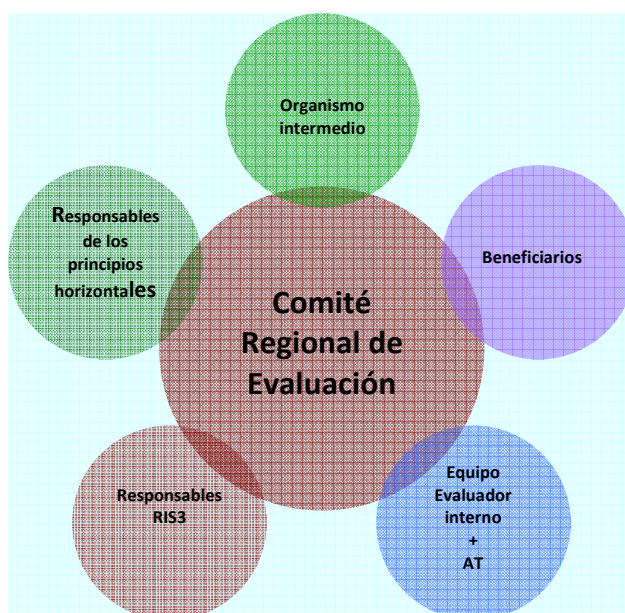 Organismo
intermedio
Responsables
de los
principios
horizontales
Beneficiarios
Comité
Regional de
Evaluación
Responsables
RIS3
Equipo
Evaluador
interno
+
AT